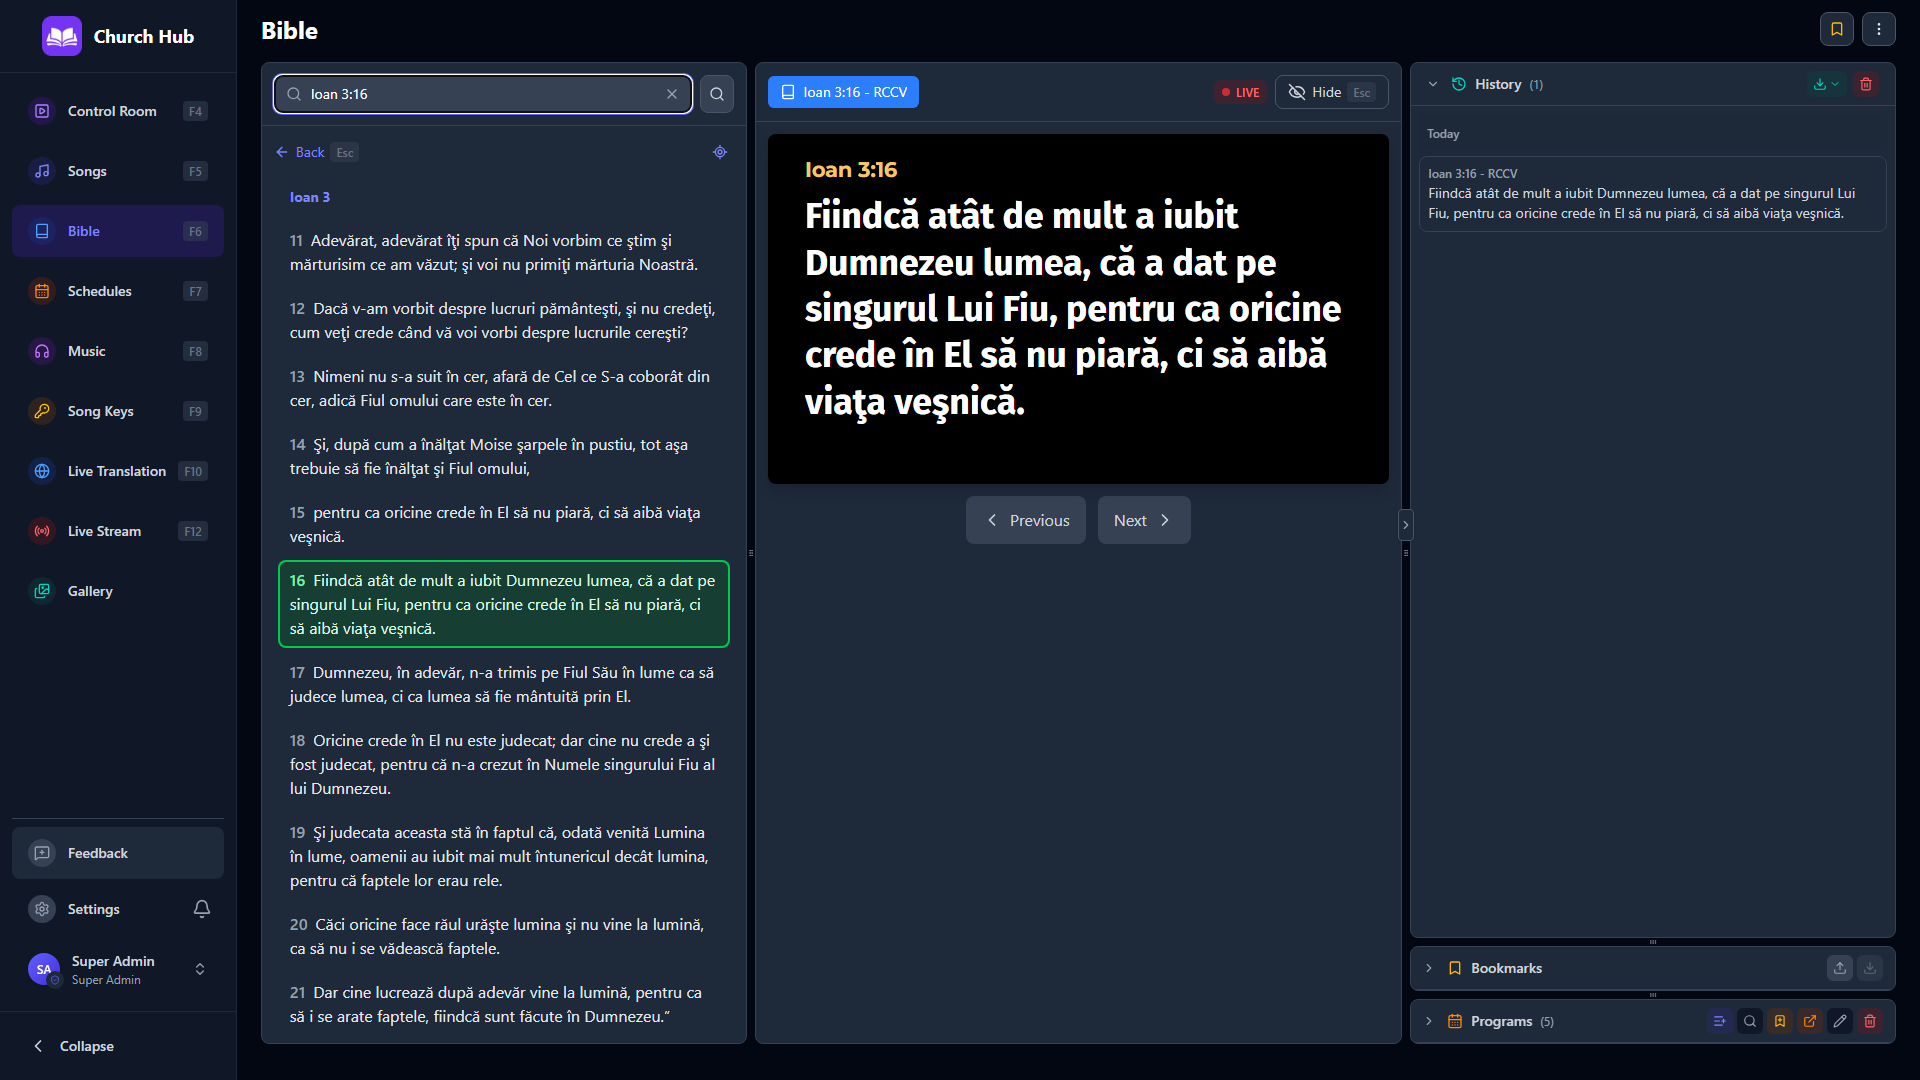 Church Hub
Control Room F4
Songs F5
Bible F6
Schedules F7
Music F8
Song Keys F9
Live Translation F10
Live Stream F12
Gallery
Feedback
Settings
SA
Super Admin
Super Admin
Collapse
Bible
Ioan 3:16
Back Esc
Ioan 3
11 Adevărat, adevărat îţi spun că Noi vorbim ce ştim şi
mărturisim ce am văzut; şi voi nu primiţi mărturia Noastră.
12 Dacă v-am vorbit despre lucruri pământeşti, şi nu credeţi,
cum veţi crede când vă voi vorbi despre lucrurile cereşti?
13 Nimeni nu s-a suit în cer, afară de Cel ce S-a coborât din
cer, adică Fiul omului care este în cer.
14 Şi, după cum a înălţat Moise şarpele în pustiu, tot aşa
trebuie să fie înălţat şi Fiul omului,
15 pentru ca oricine crede în El să nu piară, ci să aibă viaţa
veşnică.
16 Fiindcă atât de mult a iubit Dumnezeu lumea, că a dat pe
singurul Lui Fiu, pentru ca oricine crede în El să nu piară, ci
să aibă viaţa veşnică.
17 Dumnezeu, în adevăr, n-a trimis pe Fiul Său în lume ca să
judece lumea, ci ca lumea să fie mântuită prin El.
18 Oricine crede în El nu este judecat; dar cine nu crede a şi
fost judecat, pentru că n-a crezut în Numele singurului Fiu al
lui Dumnezeu.
19 Şi judecata aceasta stă în faptul că, odată venită Lumina
în lume, oamenii au iubit mai mult întunericul decât lumina,
pentru că faptele lor erau rele.
20 Căci oricine face răul urăşte lumina şi nu vine la lumină,
ca să nu i se vădească faptele.
21 Dar cine lucrează după adevăr vine la lumină, pentru ca
să i se arate faptele, fiindcă sunt făcute în Dumnezeu.”
Ioan 3:16 - RCCV
LIVE
Hide Esc
Ioan 3:16
Fiindcă atât de mult a iubit
Dumnezeu lumea, că a dat pe
singurul Lui Fiu, pentru ca oricine
crede în El să nu piară, ci să aibă
viaţa veşnică.
Previous
Next
History (1)
Today
Ioan 3:16 - RCCV
Fiindcă atât de mult a iubit Dumnezeu lumea, că a dat pe singurul Lui
Fiu, pentru ca oricine crede în El să nu piară, ci să aibă viaţa veşnică.
Bookmarks
Programs (5)